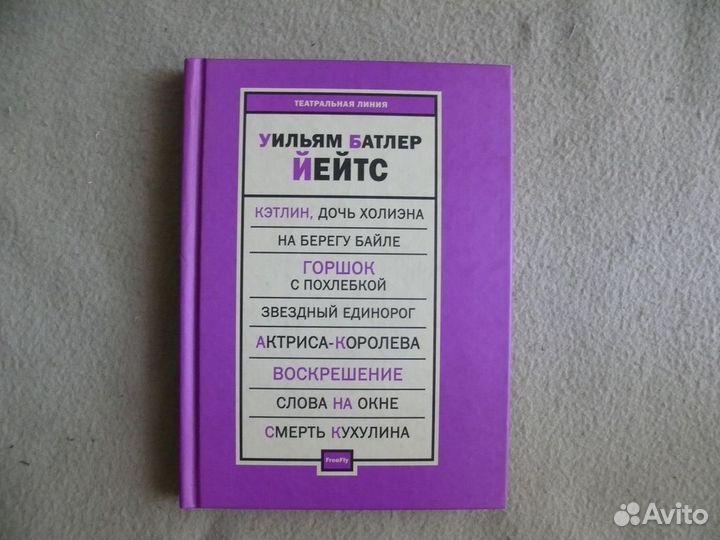 ТЕАТРАЛЬНАЯ ЛИНИЯ
УИЛЬЯМ БАТЛЕР
ЙЕЙТС
КЭТЛИН, ДОЧЬ ХОЛИЭНА
НА БЕРЕГУ БАЙЛЕ
ГОРШОК
С ПОХЛЕБКОЙ
ЗВЕЗДНЫЙ ЕДИНОРОГ
АКТРИСА-КОРОЛЕВА
ВОСКРЕШЕНИЕ
СЛОВА НА ОКНЕ
СМЕРТЬ КУХУЛИНА
FreeFly
Avito